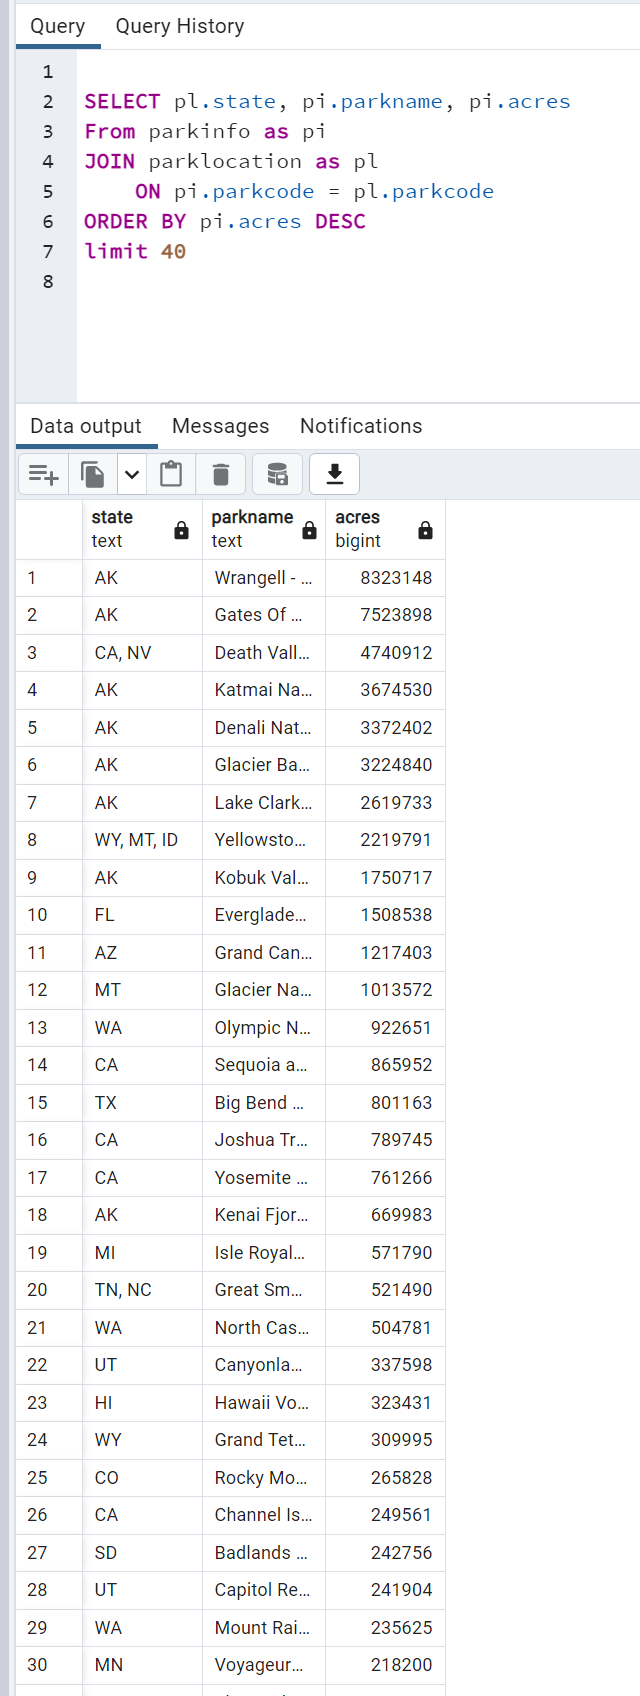 Query Query History
1
2 SELECT pl.state, pi.parkname, pi.acres
3 From parkinfo as pi
4 JOIN parklocation as pl
5 ON pi.parkcode = pl.parkcode
6 ORDER BY pi.acres DESC
7 limit 40
8
Data output Messages Notifications
state parkname acres
text text bigint
1 AK Wrangell - ... 8323148
2 AK Gates Of ... 7523898
3 CA, NV Death Vall... 4740912
4 AK Katmai Na... 3674530
5 AK Denali Nat... 3372402
6 AK Glacier Ba... 3224840
7 AK Lake Clark... 2619733
8 WY, MT, ID Yellowsto... 2219791
9 AK Kobuk Val... 1750717
10 FL Everglade... 1508538
11 AZ Grand Can... 1217403
12 MT Glacier Na... 1013572
13 WA Olympic N... 922651
14 CA Sequoia a... 865952
15 TX Big Bend ... 801163
16 CA Joshua Tr... 789745
17 CA Yosemite ... 761266
18 AK Kenai Fjor... 669983
19 MI Isle Royal... 571790
20 TN, NC Great Sm... 521490
21 WA North Cas... 504781
22 UT Canyonla... 337598
23 HI Hawaii Vo... 323431
24 WY Grand Tet... 309995
25 CO Rocky Mo... 265828
26 CA Channel Is... 249561
27 SD Badlands ... 242756
28 UT Capitol Re... 241904
29 WA Mount Rai... 235625
30 MN Voyageur... 218200